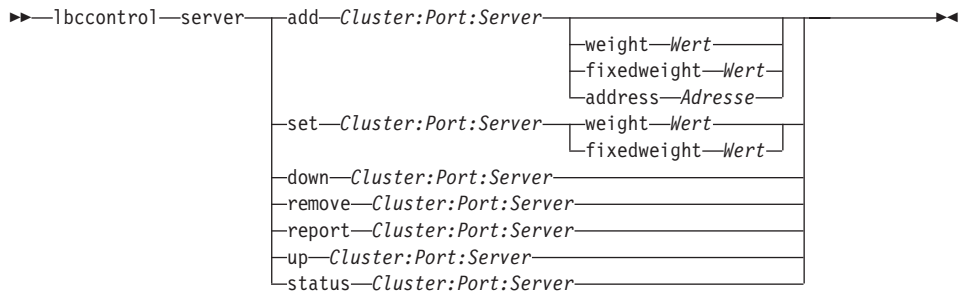 lbccontrol server add Cluster:Port:Server
weight Wert
fixedweight Wert
address Adresse
set Cluster:Port:Server weight Wert
fixedweight Wert
down Cluster:Port:Server
remove Cluster:Port:Server
report Cluster:Port:Server
up Cluster:Port:Server
status Cluster:Port:Server